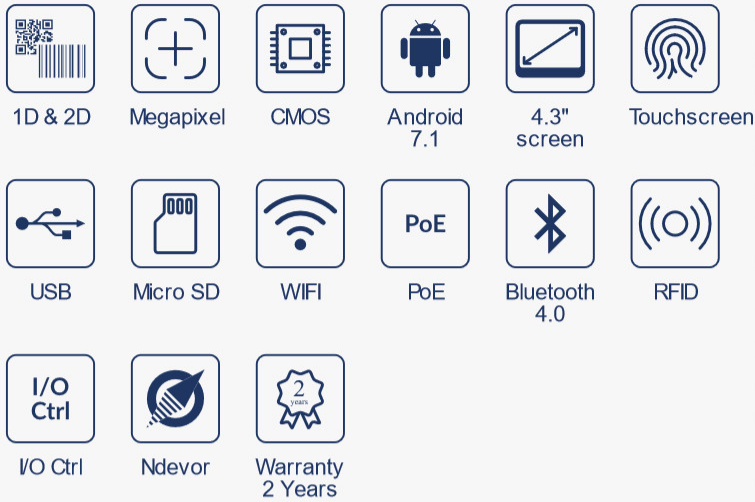 1D & 2D
Megapixel
CMOS
Android
7.1
4.3"
screen
Touchscreen
USB
Micro SD
WIFI
PoE
PoE
Bluetooth
4.0
RFID
I/O
Ctrl
I/O Ctrl
Ndevor
2
years
Warranty
2 Years